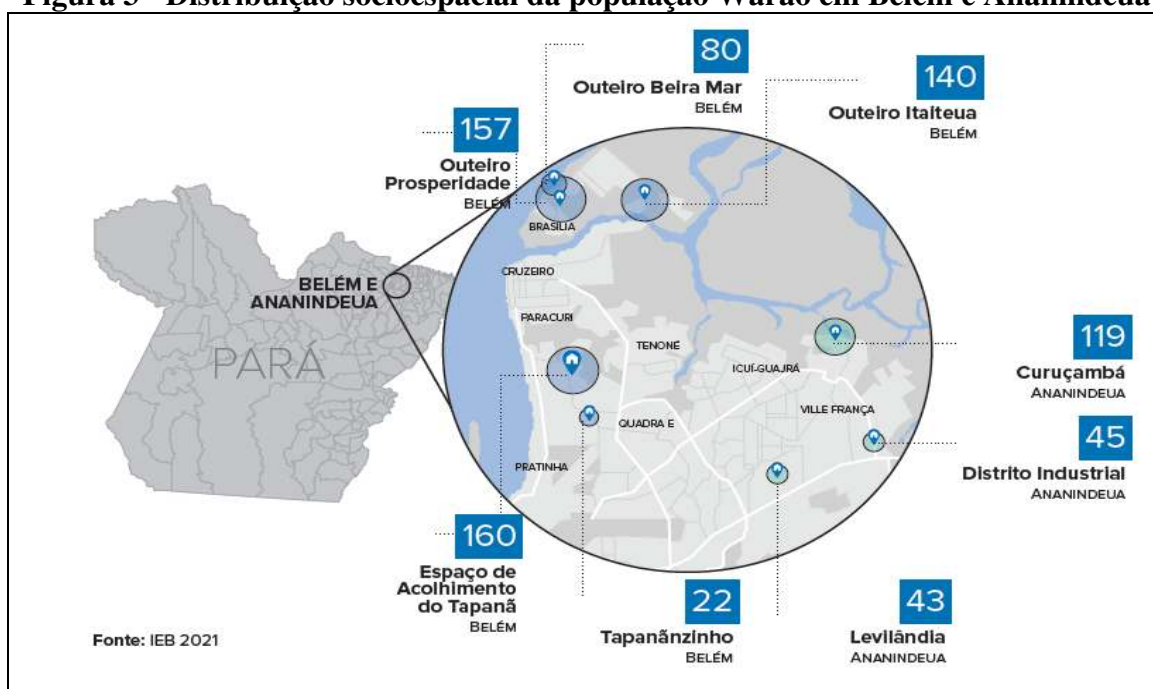 Figura 5 - Distribuição socioespacial da população Warao em Belém e Ananindeua
80
Outeiro Beira Mar
BELÉM
140
Outeiro Itaiteua
BELÉM
157
Outeiro
Prosperidade
BELÉM
BRASILIA
CRUZEIRO
PARACURI
TENONÉ
ICUÍ-GUAJRÁ
VILLE FRANÇA
QUADRA E
PRATINHA
BELÉM E
ANANINDEUA
PARÁ
119
Curuçambá
ANANINDEUA
45
Distrito Industrial
ANANINDEUA
160
Espaço de
Acolhimento
do Tapanã
BELÉM
22
Tapanãnzinho
BELÉM
43
Levilândia
ANANINDEUA
Fonte: IEB 2021